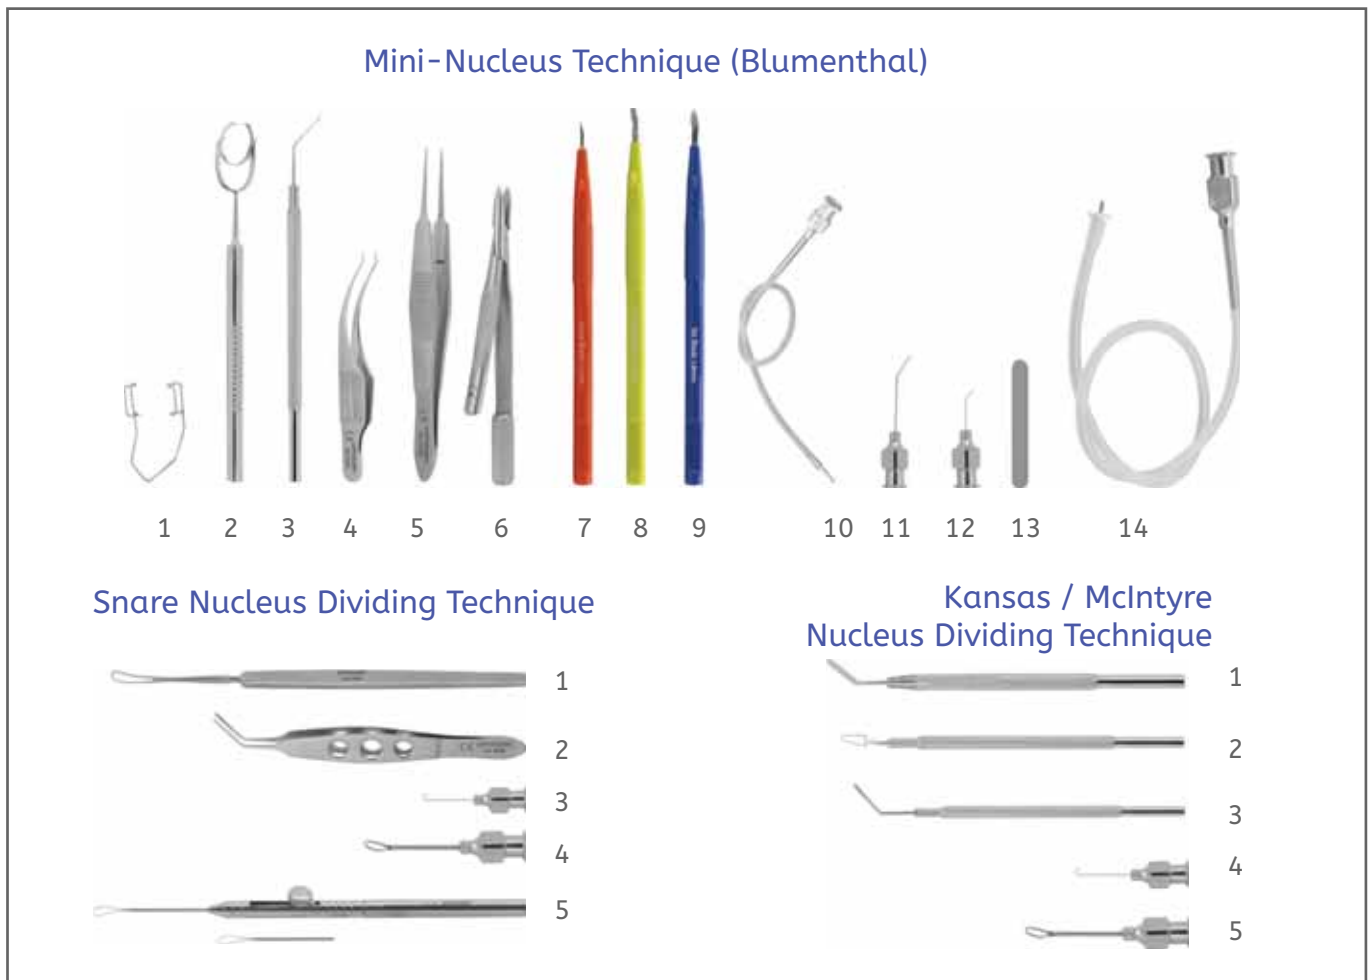 Mini-Nucleus Technique (Blumenthal)
1 2 3 4 5 6 7 8 9 10 11 12 13 14
Snare Nucleus Dividing Technique
1
2
3
4
5
Kansas / McIntyre
Nucleus Dividing Technique
1
2
3
4
5